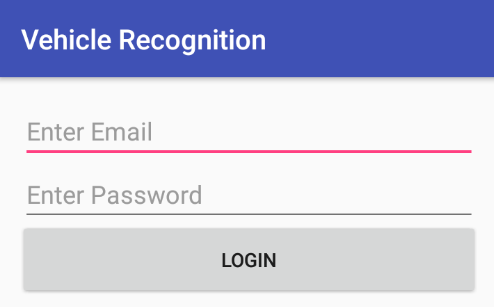 Vehicle Recognition
Enter Email
Enter Password
LOGIN